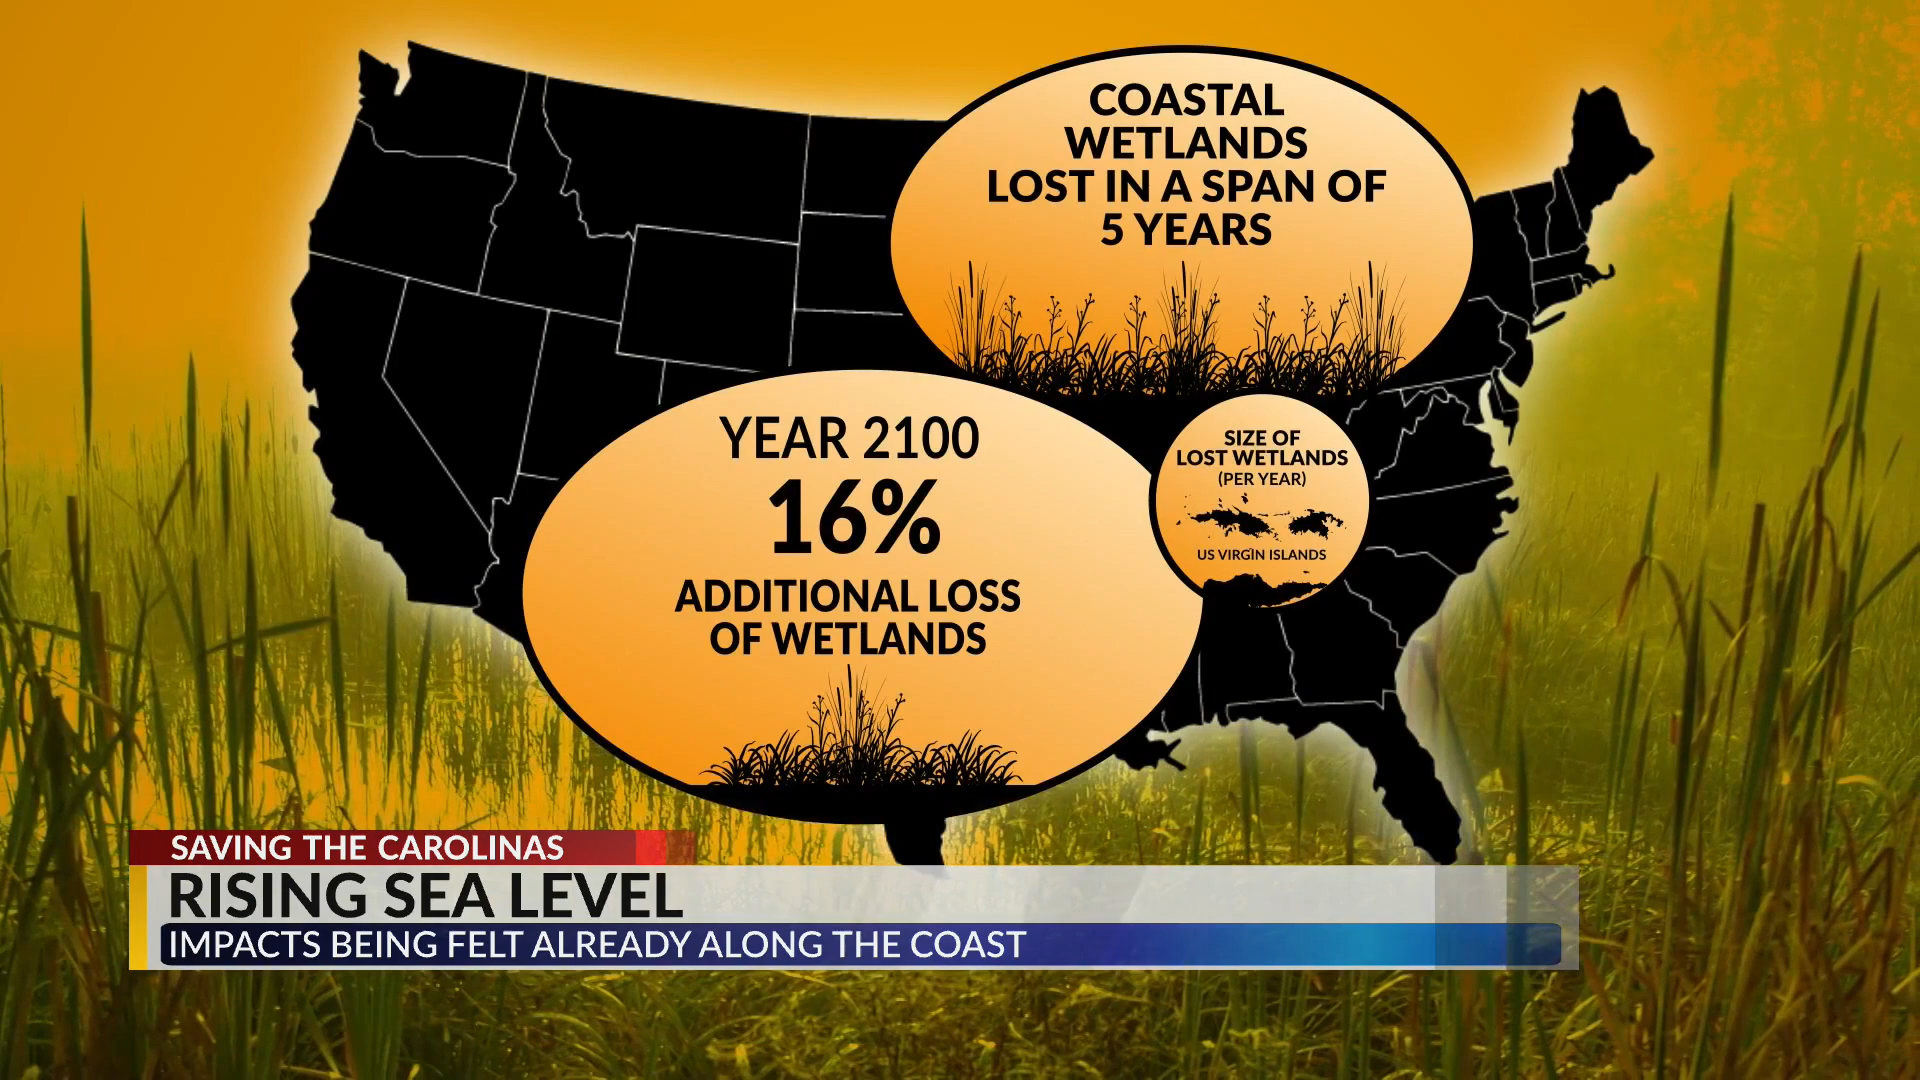 COASTAL
WETLANDS
LOST IN A SPAN OF
5 YEARS
YEAR 2100
16%
ADDITIONAL LOSS
OF WETLANDS
SIZE OF
LOST WETLANDS
(PER YEAR)
US VIRGIN ISLANDS
SAVING THE CAROLINAS
RISING SEA LEVEL
IMPACTS BEING FELT ALREADY ALONG THE COAST